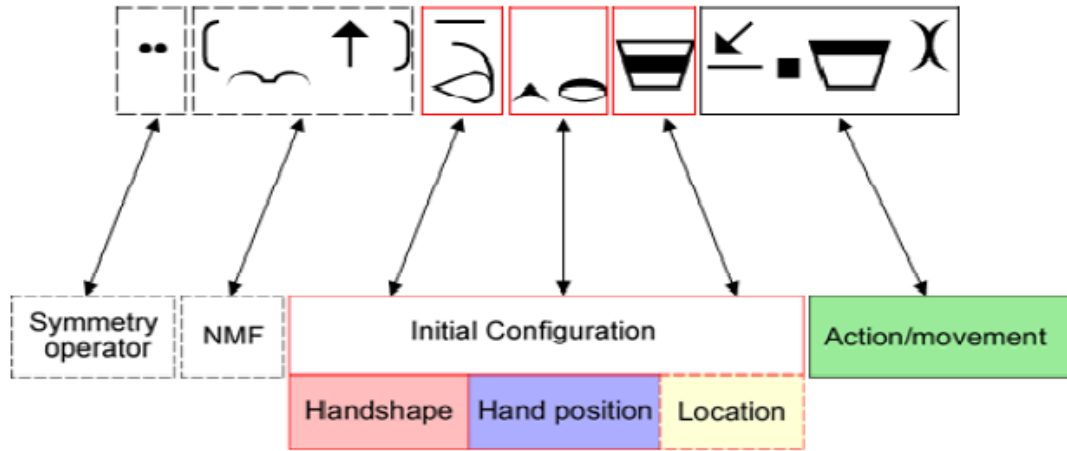 Symmetry
operator
NMF
Initial Configuration
Action/movement
Handshape
Hand position
Location